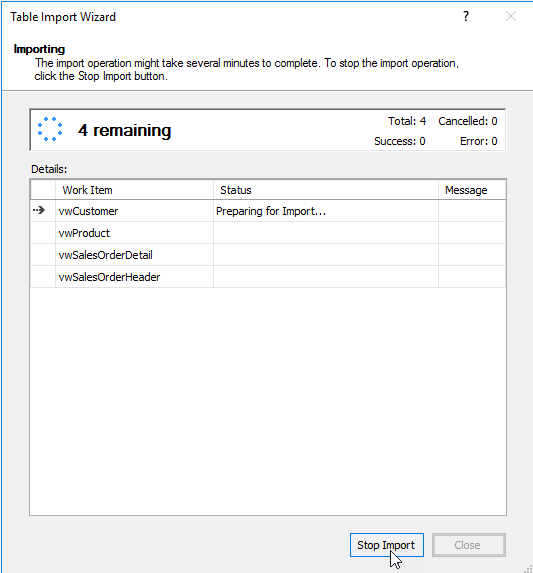 Table Import Wizard ?
Importing
The import operation might take several minutes to complete. To stop the import operation,
click the Stop Import button.
4 remaining
Total: 4 Cancelled: 0
Success: 0 Error: 0
Details:
Work Item Status Message
vwCustomer Preparing for Import...
vwProduct
vwSalesOrderDetail
vwSalesOrderHeader
Stop Import Close